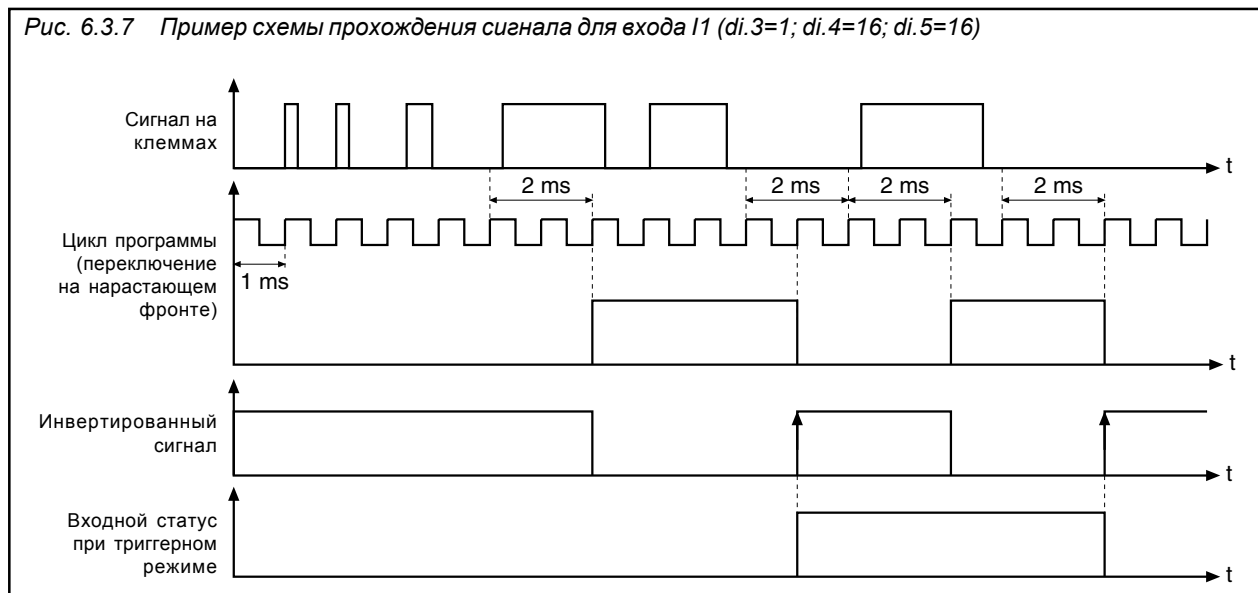 Рис. 6.3.7 Пример схемы прохождения сигнала для входа I1 (di.3=1; di.4=16; di.5=16)
Сигнал на
клеммах
t
2 ms
2 ms
2 ms
2 ms
Цикл программы
(переключение
на нарастающем
фронте)
1 ms
t
Инвертированный
сигнал
t
Входной статус
при триггерном
режиме
t